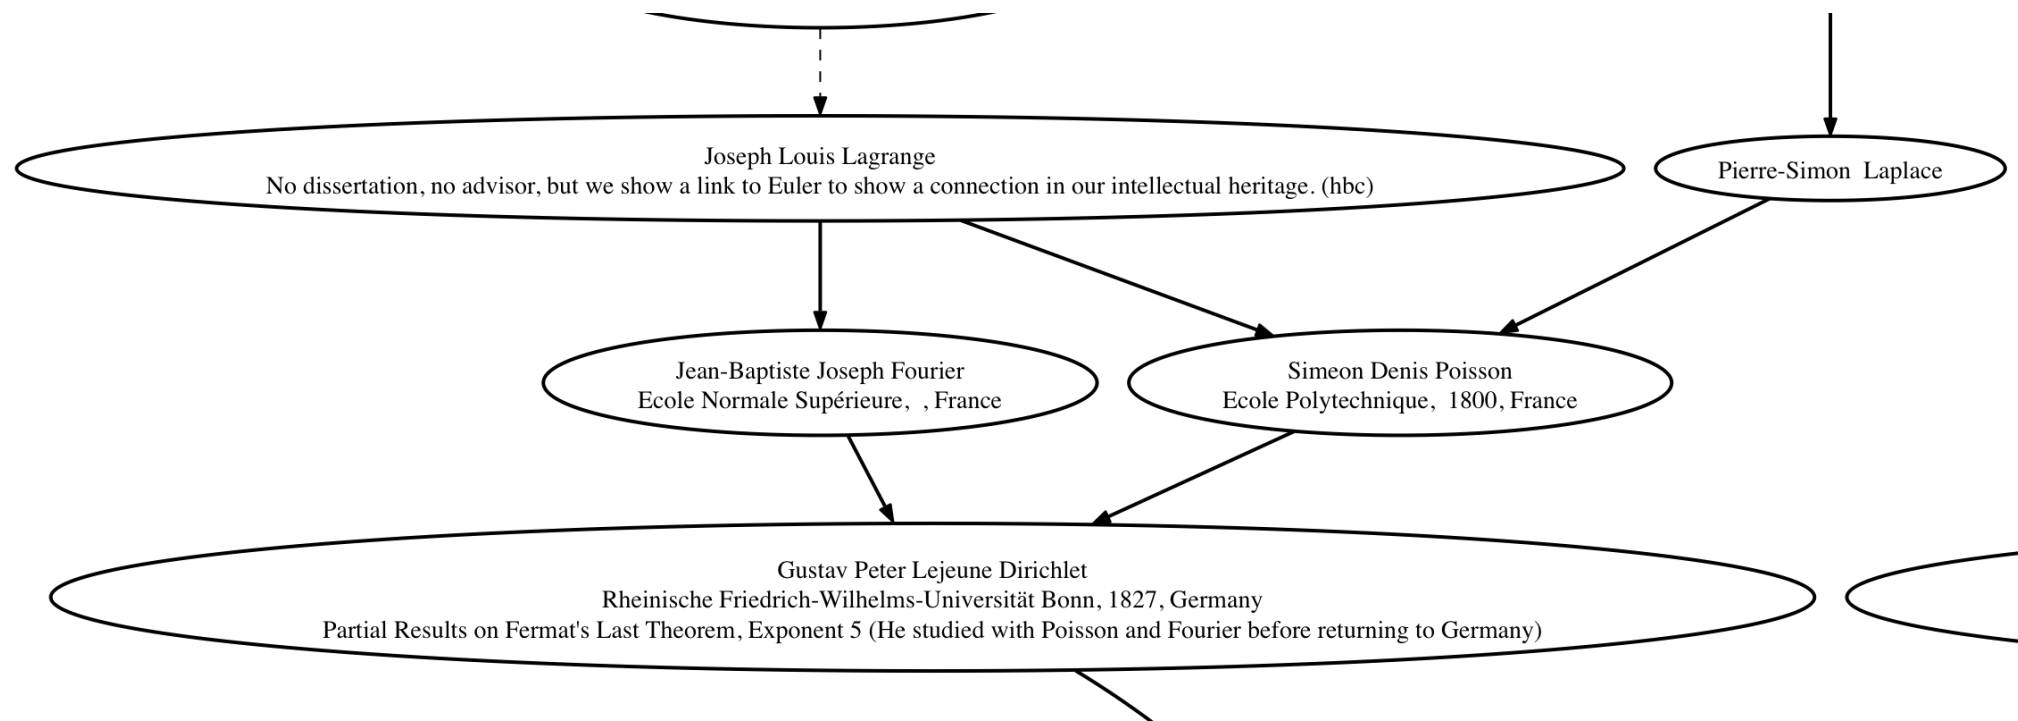 Joseph Louis Lagrange
No dissertation, no advisor, but we show a link to Euler to show a connection in our intellectual heritage. (hbc)
Pierre-Simon  Laplace
Jean-Baptiste Joseph Fourier
Ecole Normale Supérieure,  , France
Simeon Denis Poisson
Ecole Polytechnique,  1800, France
Gustav Peter Lejeune Dirichlet
Rheinische Friedrich-Wilhelms-Universität Bonn, 1827, Germany
Partial Results on Fermat's Last Theorem, Exponent 5 (He studied with Poisson and Fourier before returning to Germany)